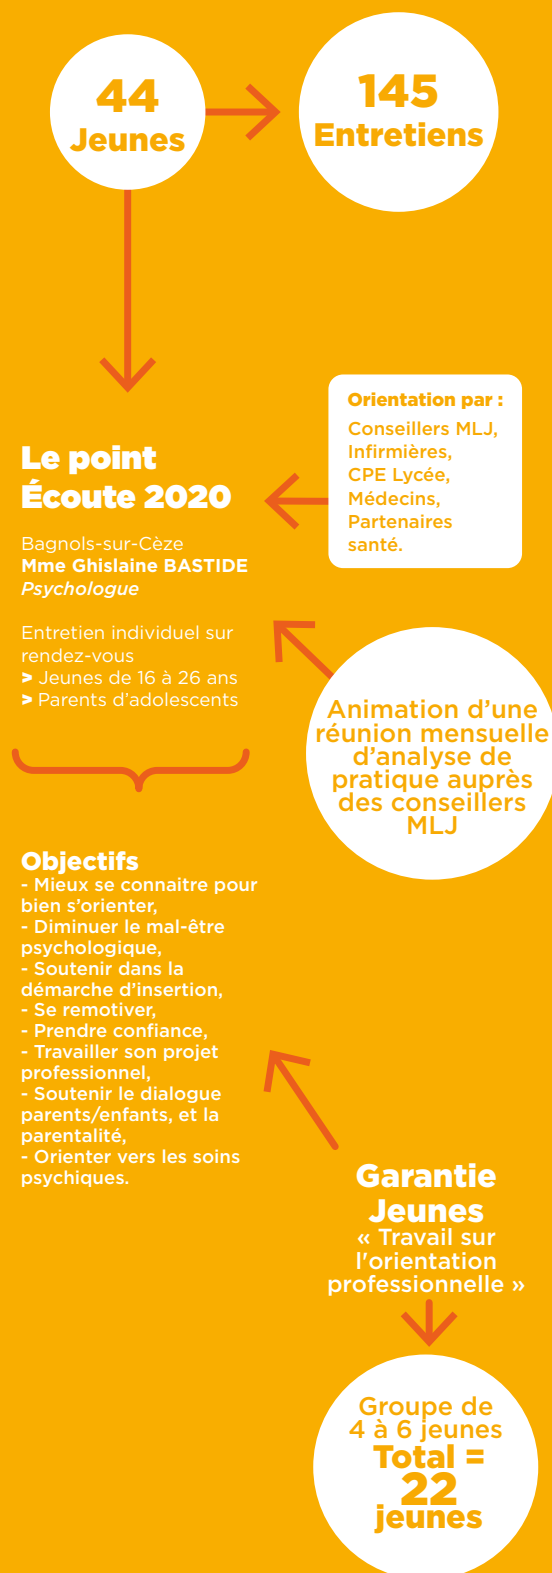 44
Jeunes
145
Entretiens
Orientation par :
Conseillers MLJ,
Infirmières,
CPE Lycée,
Médecins,
Partenaires
santé.
Le point
Écoute 2020
Bagnols-sur-Cèze
Mme Ghislaine BASTIDE
Psychologue
Entretien individuel sur
rendez-vous
> Jeunes de 16 à 26 ans
> Parents d’adolescents
Animation d’une
réunion mensuelle
d’analyse de
pratique auprès
des conseillers
MLJ
Objectifs
- Mieux se connaitre pour
bien s’orienter,
- Diminuer le mal-être
psychologique,
- Soutenir dans la
démarche d’insertion,
- Se remotiver,
- Prendre confiance,
- Travailler son projet
professionnel,
- Soutenir le dialogue
parents/enfants, et la
parentalité,
- Orienter vers les soins
psychiques.
Garantie
Jeunes
« Travail sur
l'orientation
professionnelle »
Groupe de
4 à 6 jeunes
Total =
22
jeunes